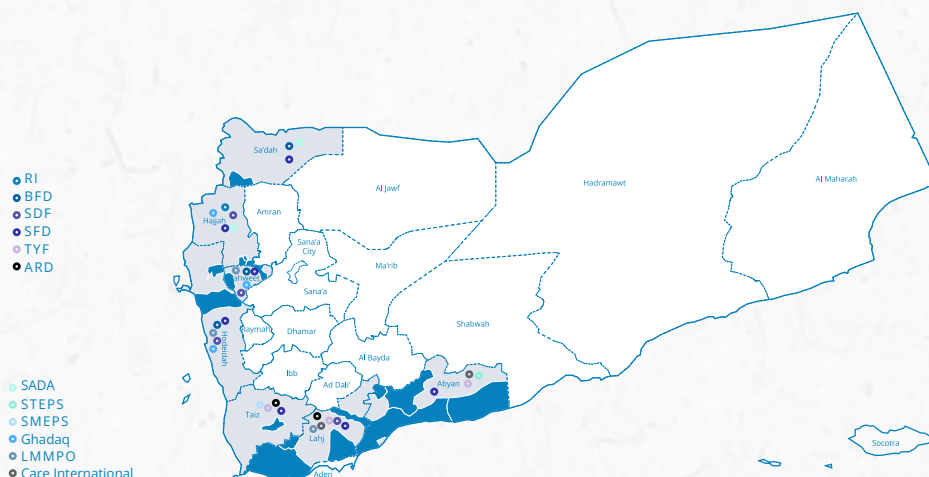 RI
BFD
SDF
SFD
TYF
ARD
SADA
STEPS
SMEPS
Ghadaq
LMMPO
Care International
Sa'dah
Al Jawf
Hadramawt
Al Maharah
Amran
Hajjah
Sana'a
City
Ma'rib
Sana'a
Raymah
Dhamar
Shabwah
Hodeidah
Al Bayda
Ibb
Ad Dali'
Abyan
Taiz
Lahj
Aden
Socotra